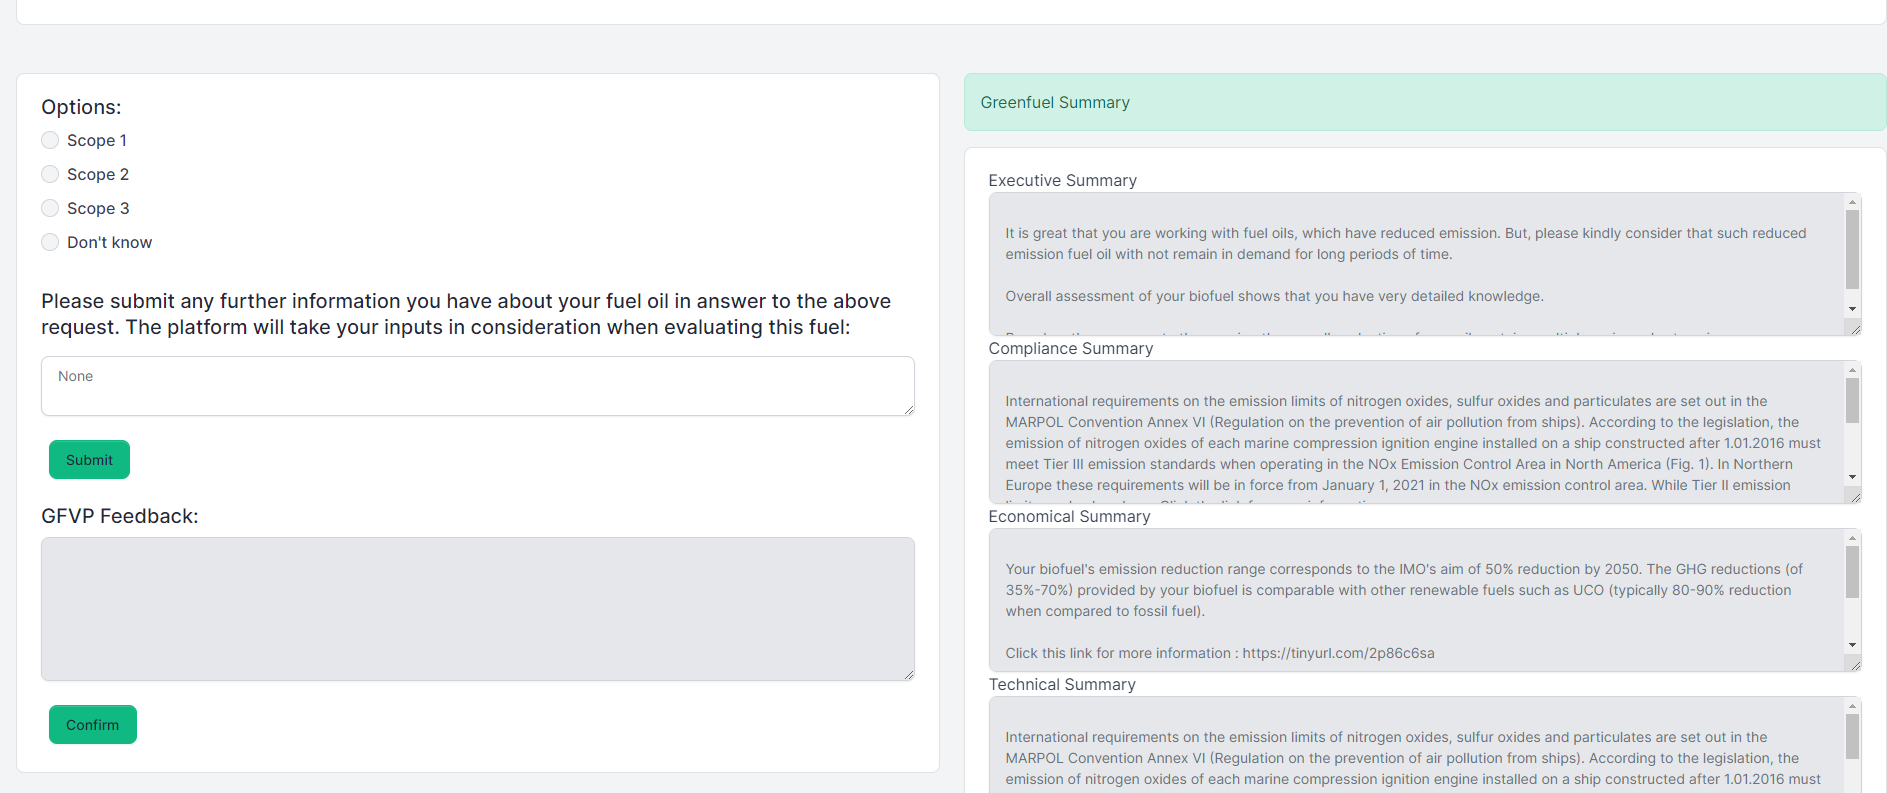 Options:
Scope 1
Scope 2
Scope 3
Don't know
Please submit any further information you have about your fuel oil in answer to the above
request. The platform will take your inputs in consideration when evaluating this fuel:
None
Submit
GFVP Feedback:
Confirm
Greenfuel Summary
Executive Summary
It is great that you are working with fuel oils, which have reduced emission. But, please kindly consider that such reduced
emission fuel oil with not remain in demand for long periods of time.
Overall assessment of your biofuel shows that you have very detailed knowledge.
Compliance Summary
International requirements on the emission limits of nitrogen oxides, sulfur oxides and particulates are set out in the
MARPOL Convention Annex VI (Regulation on the prevention of air pollution from ships). According to the legislation, the
emission of nitrogen oxides of each marine compression ignition engine installed on a ship constructed after 1.01.2016 must
meet Tier III emission standards when operating in the NOx Emission Control Area in North America (Fig. 1). In Northern
Europe these requirements will be in force from January 1, 2021 in the NOx emission control area. While Tier II emission
Economical Summary
Your biofuel's emission reduction range corresponds to the IMO's aim of 50% reduction by 2050. The GHG reductions (of
35%-70%) provided by your biofuel is comparable with other renewable fuels such as UCO (typically 80-90% reduction
when compared to fossil fuel).
Click this link for more information : https://tinyurl.com/2p86c6sa
Technical Summary
International requirements on the emission limits of nitrogen oxides, sulfur oxides and particulates are set out in the
MARPOL Convention Annex VI (Regulation on the prevention of air pollution from ships). According to the legislation, the
emission of nitrogen oxides of each marine compression ignition engine installed on a ship constructed after 1.01.2016 must